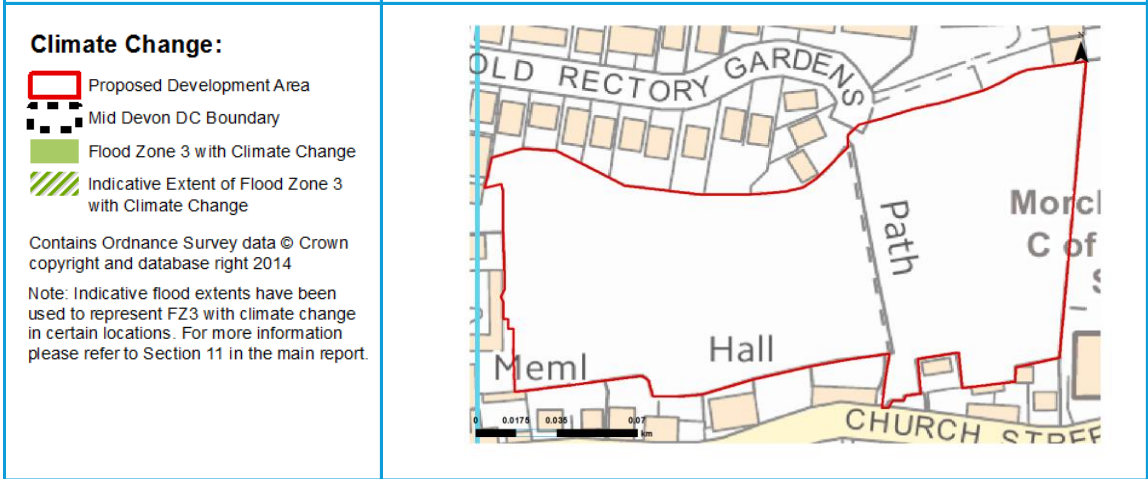 Climate Change:
Proposed Development Area
Mid Devon DC Boundary
Flood Zone 3 with Climate Change
Indicative Extent of Flood Zone 3
with Climate Change
Contains Ordnance Survey data © Crown
copyright and database right 2014
Note: Indicative flood extents have been
used to represent FZ3 with climate change
in certain locations. For more information
please refer to Section 11 in the main report.
OLD RECTORY GARDENS
Path
C of
Meml Hall
CHURCH
0 0.0175 0.035 0.07
km